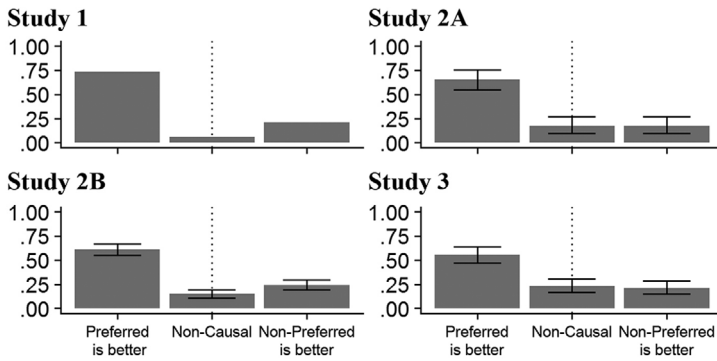 Study 1
1.00
.75
.50
.25
.00
Study 2A
1.00
.75
.50
.25
.00
Study 2B
1.00
.75
.50
.25
.00
Preferred
is better
Non-Causal
Non-Preferred
is better
Study 3
1.00
.75
.50
.25
.00
Preferred
is better
Non-Causal
Non-Preferred
is better